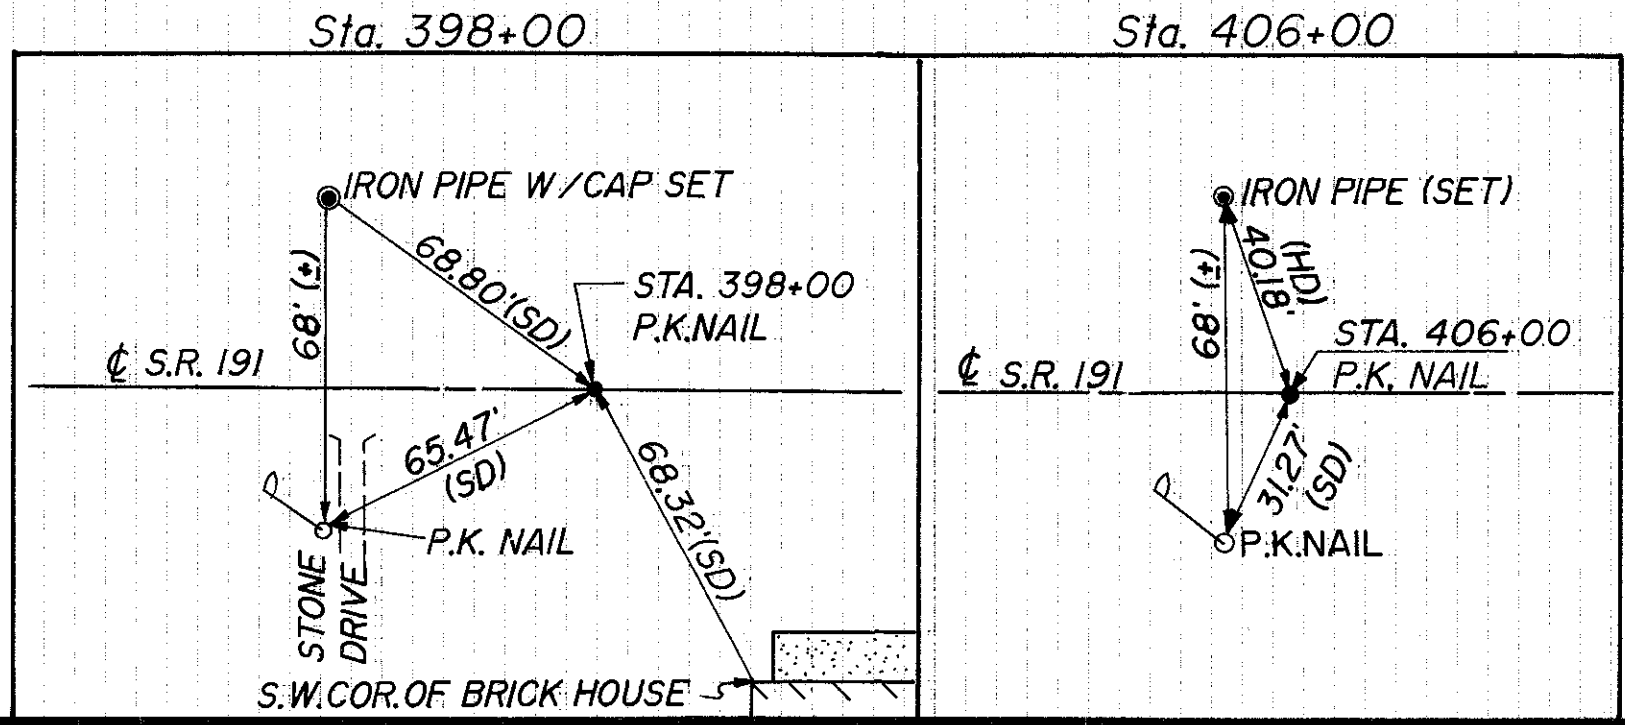 Sta. 398+00
IRON PIPE W/CAP SET
68.80'(SD)
68' (±)
STA. 398+00
P.K.NAIL
℄ S.R. 191
65.47'
(SD)
68.32'(SD)
P.K. NAIL
STONE
DRIVE
S.W.COR.OF BRICK HOUSE
Sta. 406+00
IRON PIPE (SET)
68' (±)
40.18'
(HD)
STA. 406+00
P.K. NAIL
℄ S.R. 191
31.27'
(SD)
P.K.NAIL